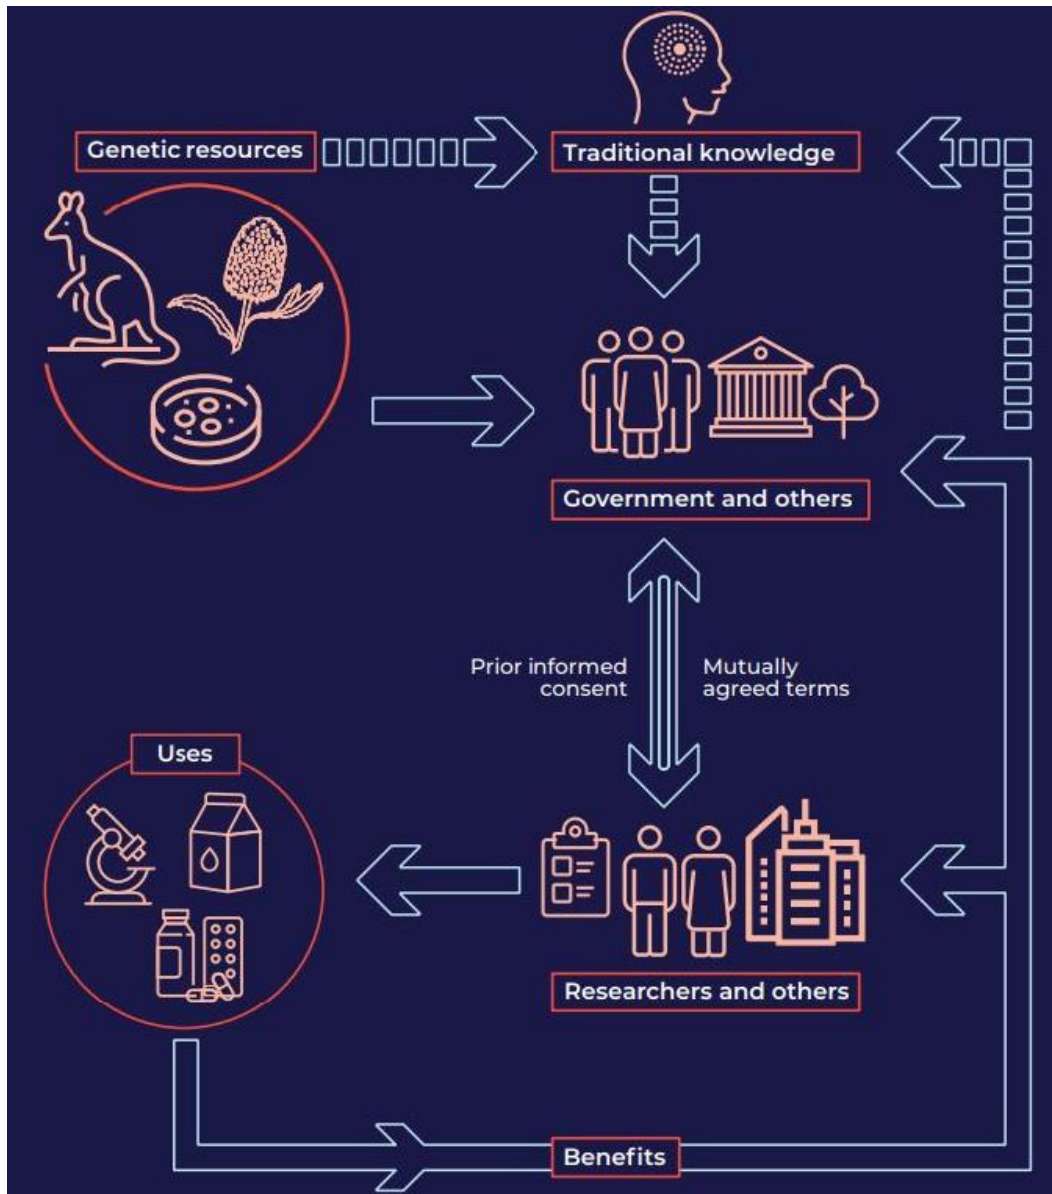 Genetic resources
Traditional knowledge
Government and others
Prior informed
consent
Mutually
agreed terms
Uses
Researchers and others
Benefits